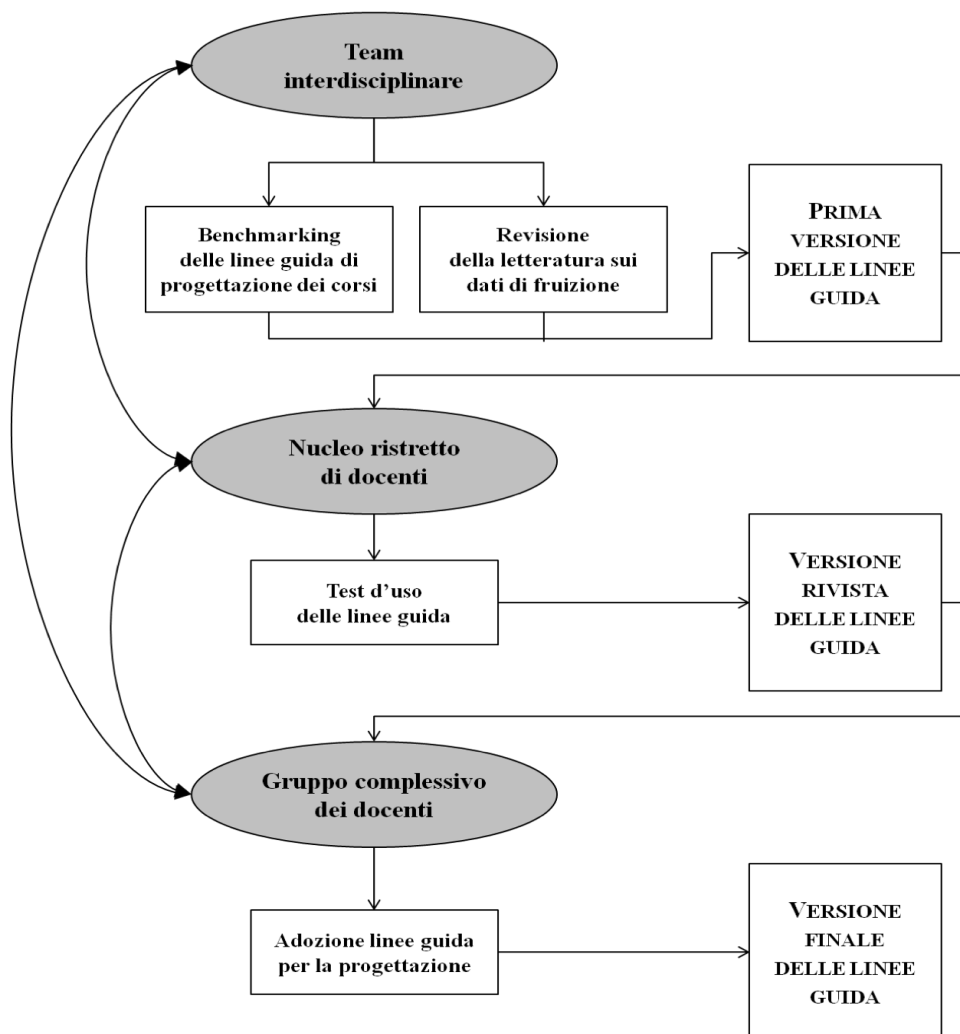 Team
interdisciplinare
Benchmarking
delle linee guida di
progettazione dei corsi
Revisione
della letteratura sui
dati di fruizione
PRIMA
VERSIONE
DELLE LINEE
GUIDA
Nucleo ristretto
di docenti
Test d'uso
delle linee guida
VERSIONE
RIVISTA
DELLE LINEE
GUIDA
Gruppo complessivo
dei docenti
Adozione linee guida
per la progettazione
VERSIONE
FINALE
DELLE LINEE
GUIDA